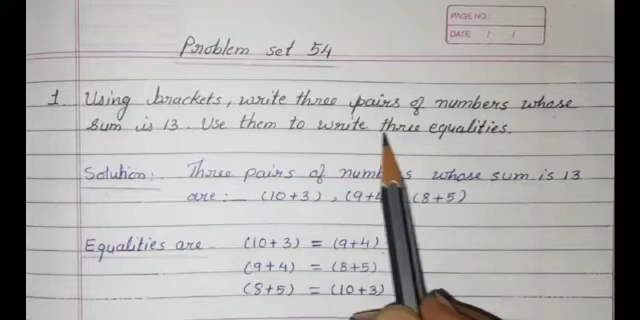 PAGE NO.:
DATE: / /
Problem set 54
1. Using brackets, write three pairs of numbers whose
sum is 13. Use them to write three equalities.
Solution:- Three pairs of numbers whose sum is 13
are:- (10+3), (9+4 (8+5)
Equalities are (10+3) = (9+4)
(9+4) = (8+5)
(8+5) = (10+3)